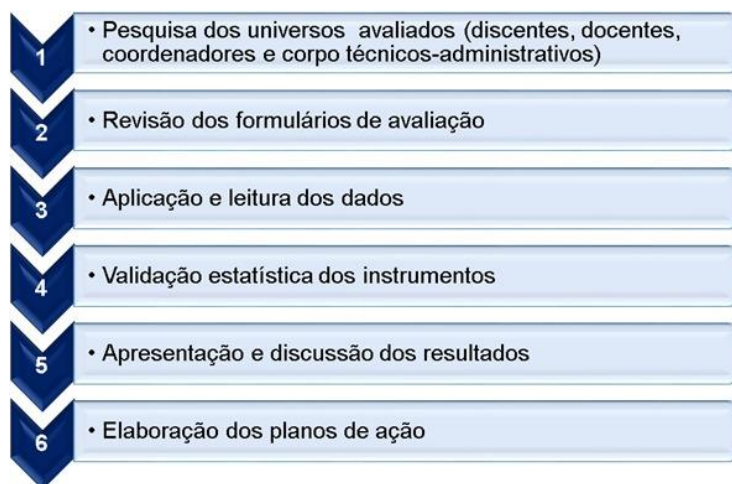 1
• Pesquisa dos universos avaliados (discentes, docentes,
coordenadores e corpo técnicos-administrativos)
2
• Revisão dos formulários de avaliação
3
• Aplicação e leitura dos dados
4
• Validação estatística dos instrumentos
5
• Apresentação e discussão dos resultados
6
• Elaboração dos planos de ação